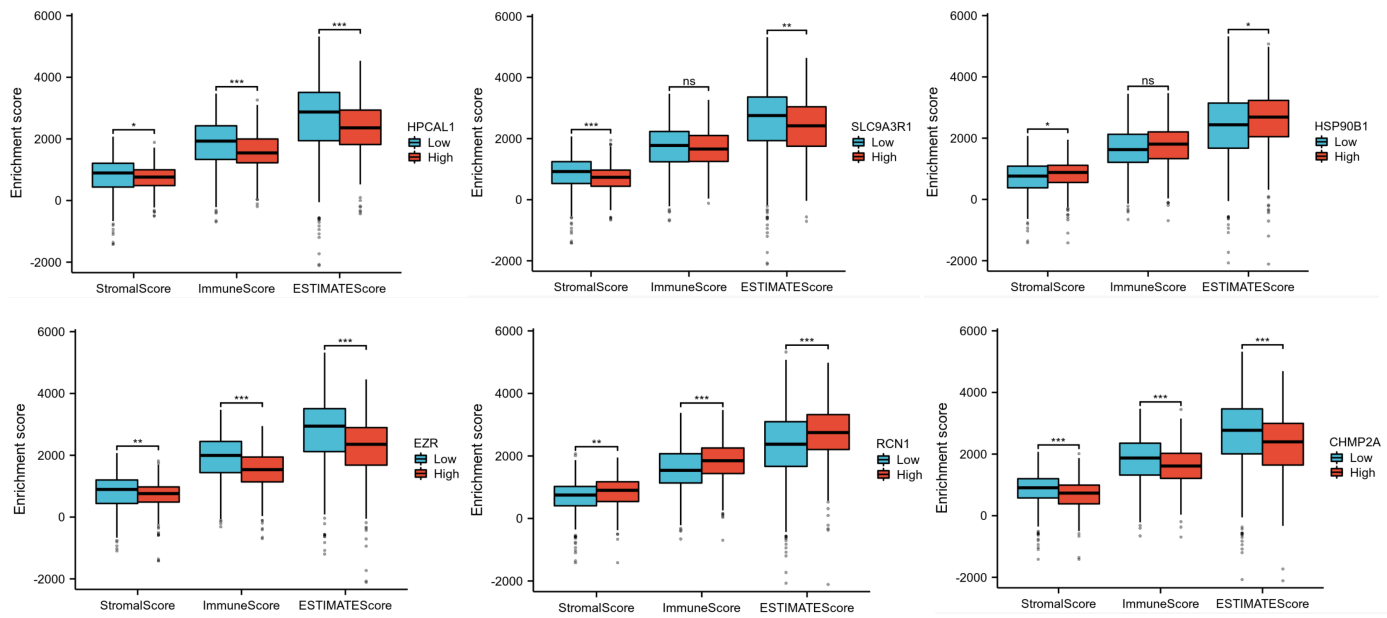 6000
4000
2000
0
-2000
Enrichment score
***
***
*
HPCAL1
Low
High
StromalScore ImmuneScore ESTIMATEScore
6000
4000
2000
0
-2000
Enrichment score
**
ns
***
SLC9A3R1
Low
High
StromalScore ImmuneScore ESTIMATEScore
6000
4000
2000
0
-2000
Enrichment score
*
ns
*
HSP90B1
Low
High
StromalScore ImmuneScore ESTIMATEScore
6000
4000
2000
0
-2000
Enrichment score
***
***
**
EZR
Low
High
StromalScore ImmuneScore ESTIMATEScore
6000
4000
2000
0
-2000
Enrichment score
***
***
**
RCN1
Low
High
StromalScore ImmuneScore ESTIMATEScore
6000
4000
2000
0
-2000
Enrichment score
***
***
***
CHMP2A
Low
High
StromalScore ImmuneScore ESTIMATEScore